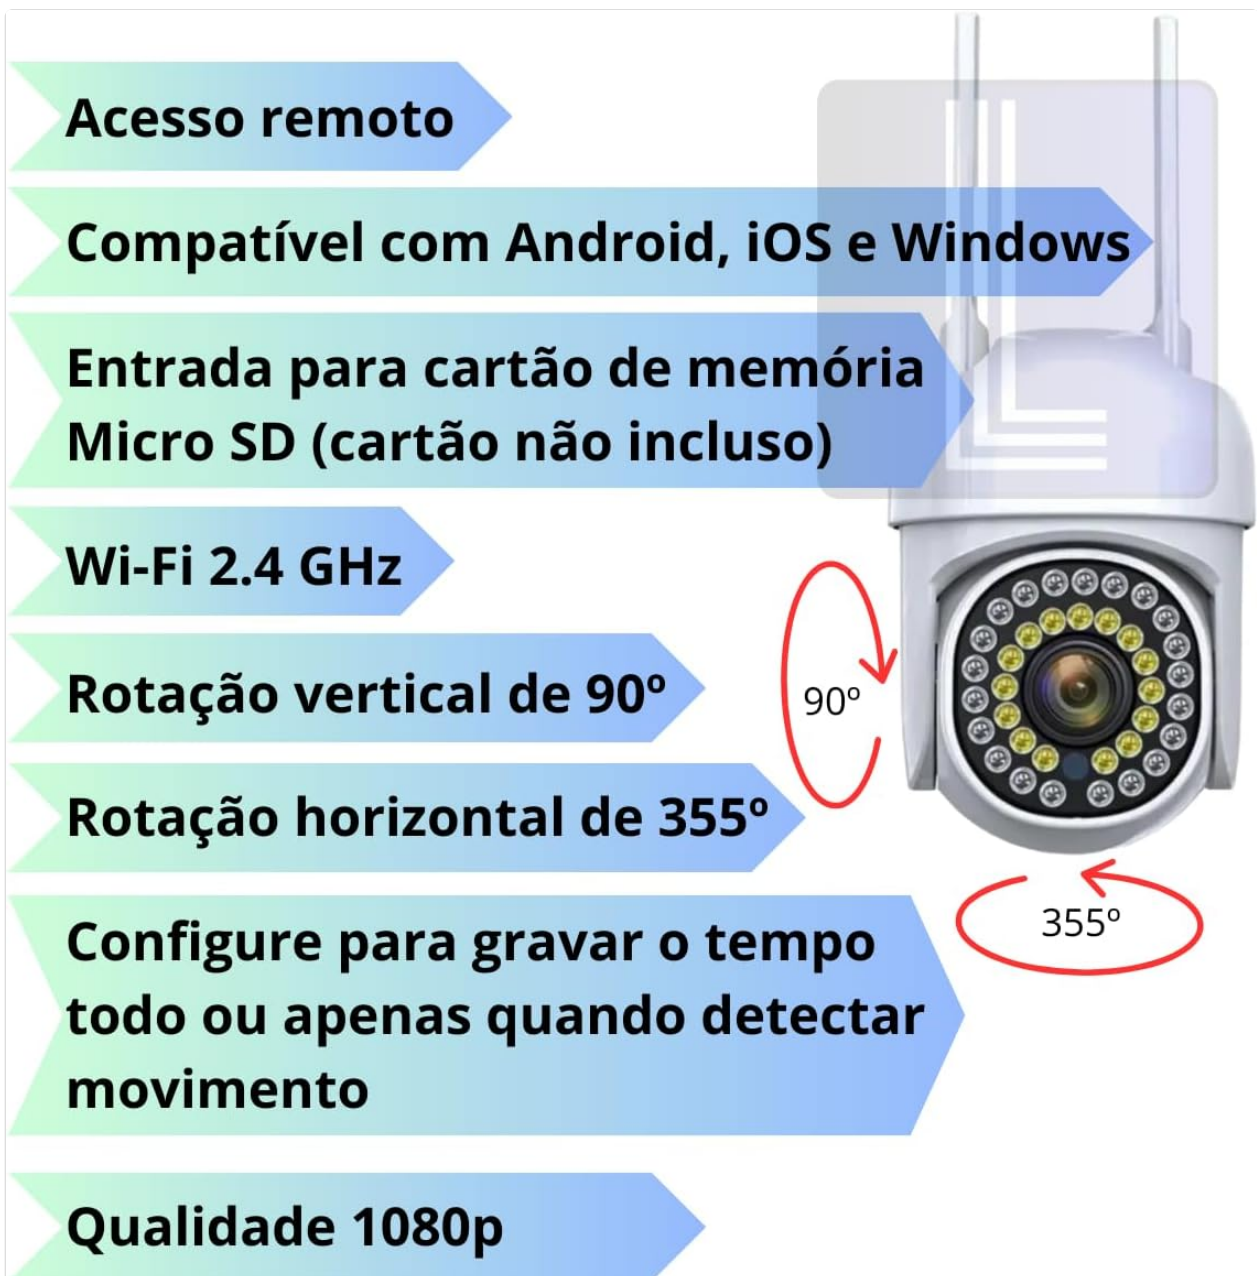 Acesso remoto
Compatível com Android, iOS e Windows
Entrada para cartão de memória
Micro SD (cartão não incluso)
Wi-Fi 2.4 GHz
Rotação vertical de 90º
90º
Rotação horizontal de 355º
355º
Configure para gravar o tempo
todo ou apenas quando detectar
movimento
Qualidade 1080p